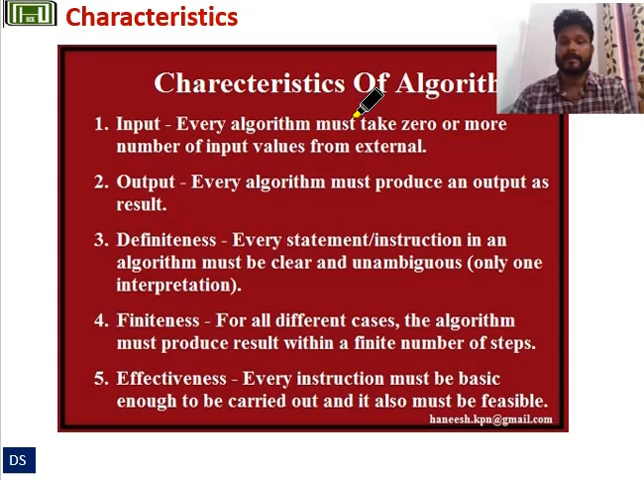 Characteristics
Charecteristics Of Algorith
1. Input - Every algorithm must take zero or more
number of input values from external.
2. Output - Every algorithm must produce an output as
result.
3. Definiteness - Every statement/instruction in an
algorithm must be clear and unambiguous (only one
interpretation).
4. Finiteness - For all different cases, the algorithm
must produce result within a finite number of steps.
5. Effectiveness - Every instruction must be basic
enough to be carried out and it also must be feasible.
haneesh.kpn@gmail.com
DS